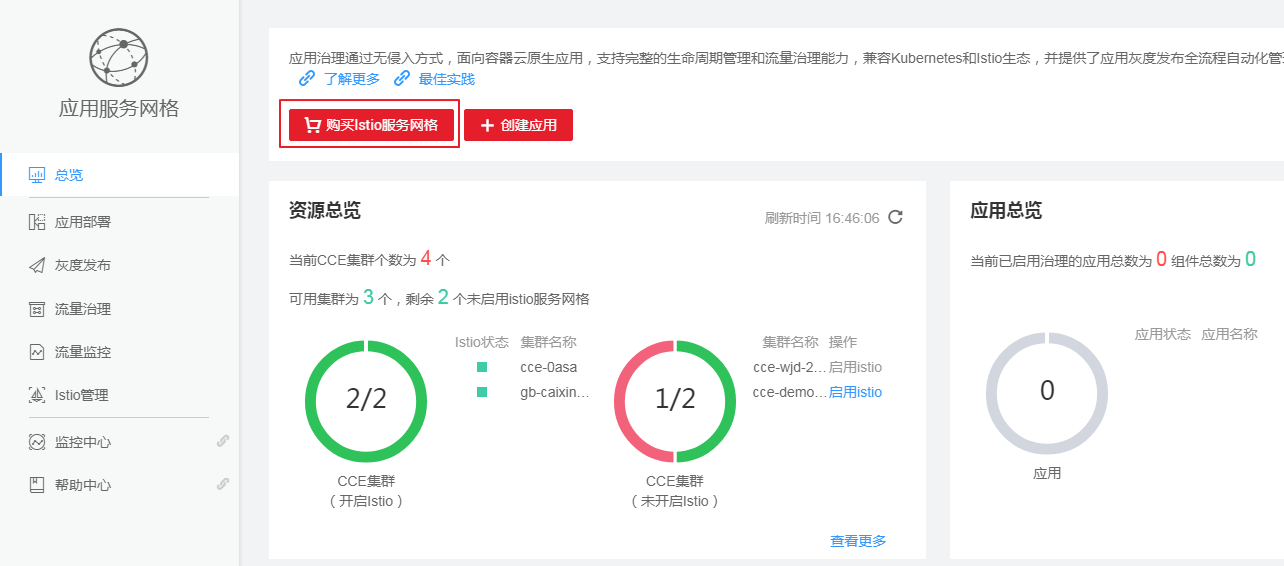 应用服务网格
总览
应用部署
灰度发布
流量治理
流量监控
Istio管理
监控中心
帮助中心
应用治理通过无侵入方式，面向容器云原生应用，支持完整的生命周期管理和流量治理能力，兼容Kubernetes和Istio生态，并提供了应用灰度发布全流程自动化管
了解更多 最佳实践
购买Istio服务网格 创建应用
资源总览
刷新时间 16:46:06
当前CCE集群个数为 4 个
可用集群为 3 个，剩余 2 个未启用istio服务网格
2/2
CCE集群
（开启Istio）
Istio状态 集群名称
cce-0asa
gb-caixin...
1/2
CCE集群
（未开启Istio）
集群名称 操作
cce-wjd-2... 启用istio
cce-demo... 启用istio
查看更多
应用总览
当前已启用治理的应用总数为 0 组件总数为 0
0
应用
应用状态 应用名称